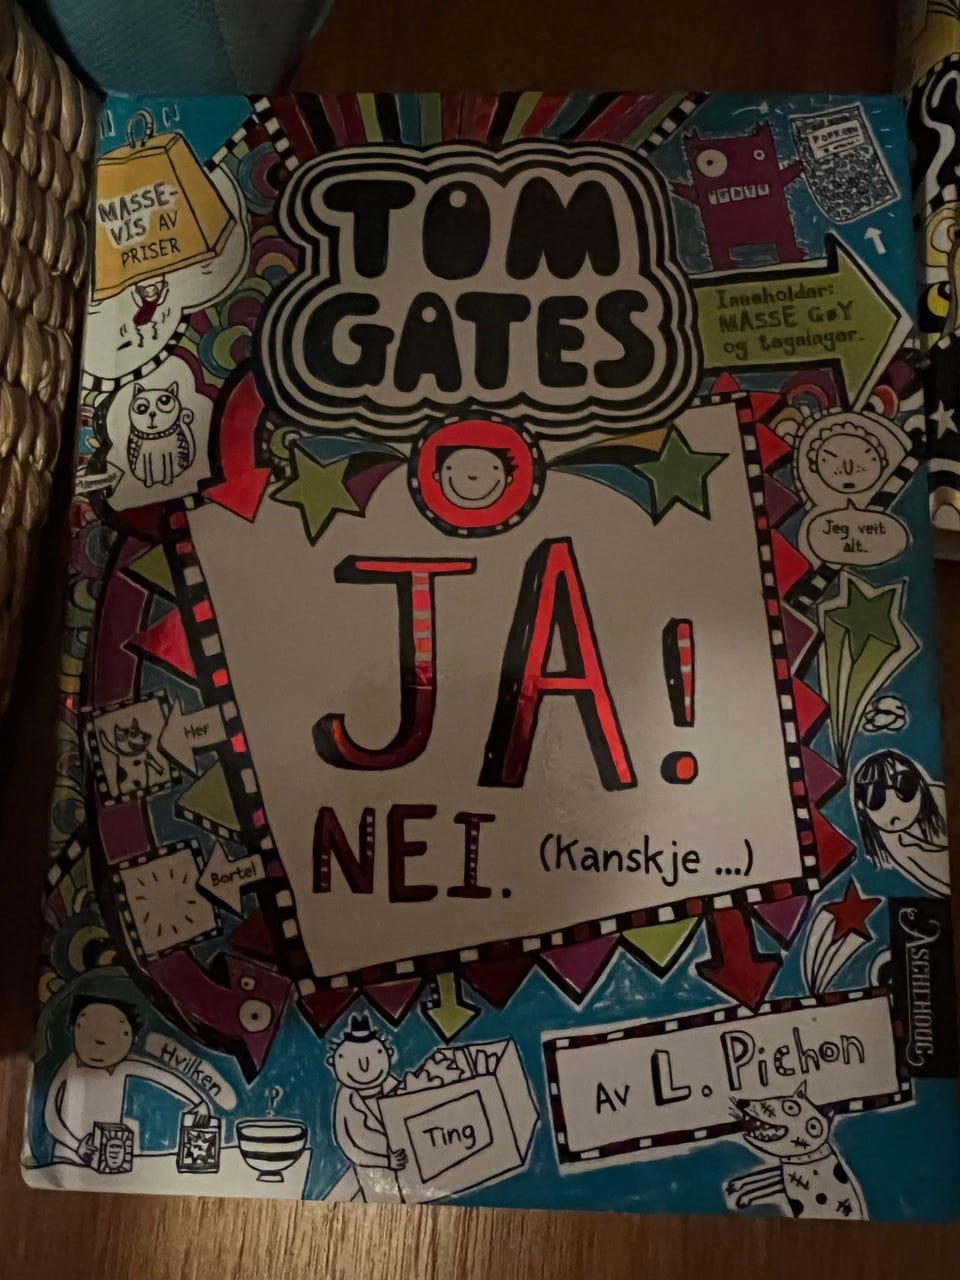 MASSE-
VIS AV
PRISER
TOM
GATES
POPKORN
Inneholder:
MASSE GØY
og tegninger.
Jeg veit
alt.
JA!
NEI. (Kanskje ...)
Her
Borte!
Hvilken
?
Ting
Av L. Pichon
ASCHEHOUG